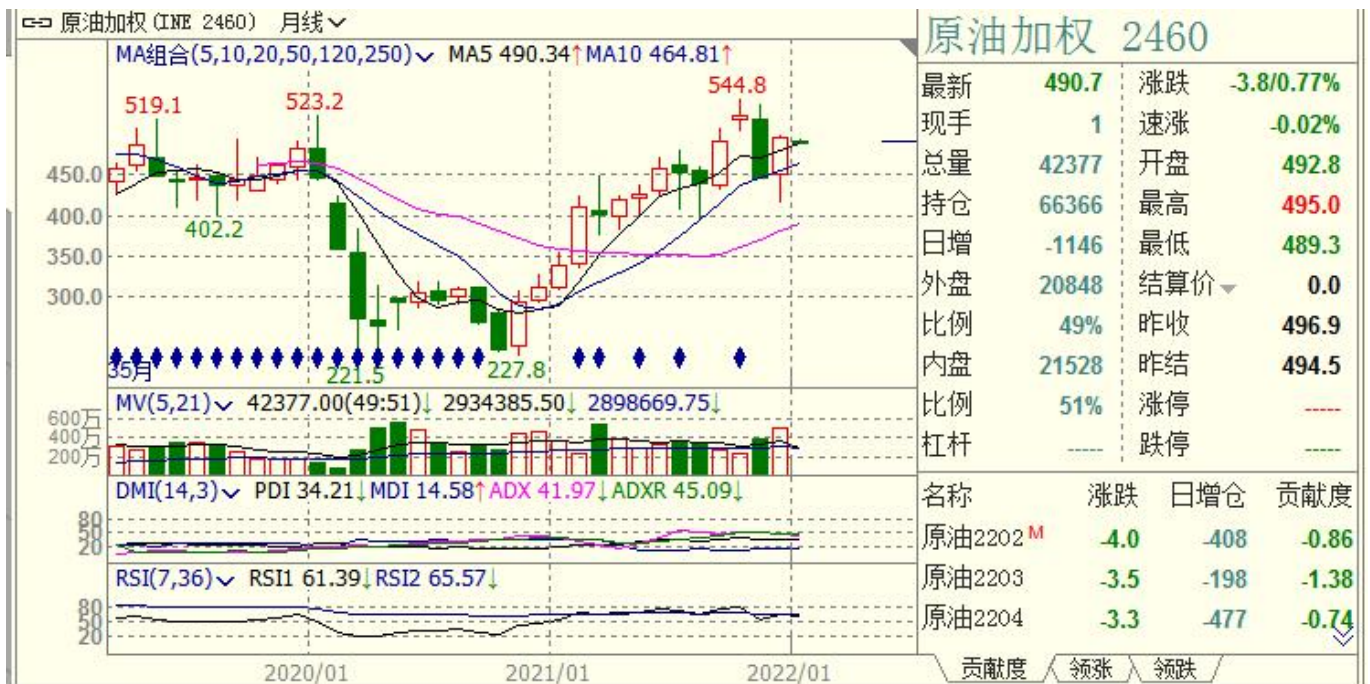 原油加权(INE 2460) 月线
MA组合(5,10,20,50,120,250) MA5 490.34↑ MA10 464.81↑
544.8
519.1
523.2
450.0
400.0
402.2
350.0
300.0
35月
221.5
227.8
MV(5,21) 42377.00(49:51)↓ 2934385.50↓ 2898669.75↓
600万
400万
200万
DMI(14,3) PDI 34.21↓ MDI 14.58↑ ADX 41.97↓ ADXR 45.09↓
80
50
20
RSI(7,36) RSI1 61.39↓ RSI2 65.57↓
80
50
20
2020/01 2021/01 2022/01
原油加权 2460
最新 490.7 涨跌 -3.8/0.77%
现手 1 速涨 -0.02%
总量 42377 开盘 492.8
持仓 66366 最高 495.0
日增 -1146 最低 489.3
外盘 20848 结算价 0.0
比例 49% 昨收 496.9
内盘 21528 昨结 494.5
比例 51% 涨停 -----
杠杆 ----- 跌停 -----
名称 涨跌 日增仓 贡献度
原油2202 M -4.0 -408 -0.86
原油2203 -3.5 -198 -1.38
原油2204 -3.3 -477 -0.74
贡献度 领涨 领跌